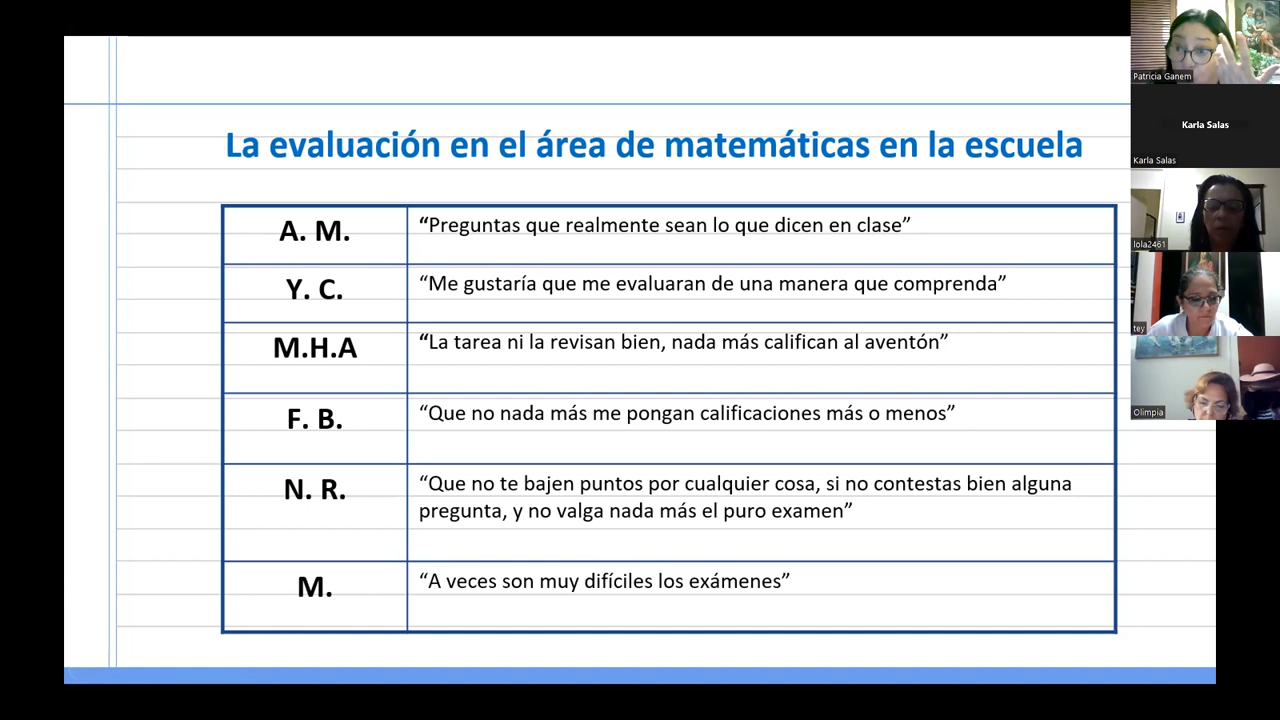 La evaluación en el área de matemáticas en la escuela
A. M.
“Preguntas que realmente sean lo que dicen en clase”
Y. C.
“Me gustaría que me evaluaran de una manera que comprenda”
M.H.A
“La tarea ni la revisan bien, nada más califican al aventón”
F. B.
“Que no nada más me pongan calificaciones más o menos”
N. R.
“Que no te bajen puntos por cualquier cosa, si no contestas bien alguna
pregunta, y no valga nada más el puro examen”
M.
“A veces son muy difíciles los exámenes”
Patricia Ganem
Karla Salas
Karla Salas
lola2461
tey
Olimpia